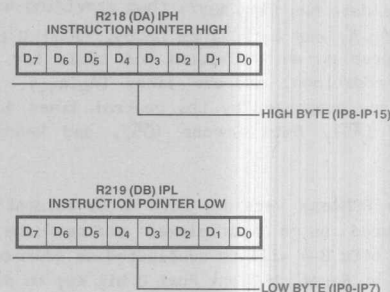 R218 (DA) IPH
INSTRUCTION POINTER HIGH
D7 D6 D5 D4 D3 D2 D1 D0
HIGH BYTE (IP8-IP15)
R219 (DB) IPL
INSTRUCTION POINTER LOW
D7 D6 D5 D4 D3 D2 D1 D0
LOW BYTE (IP0-IP7)